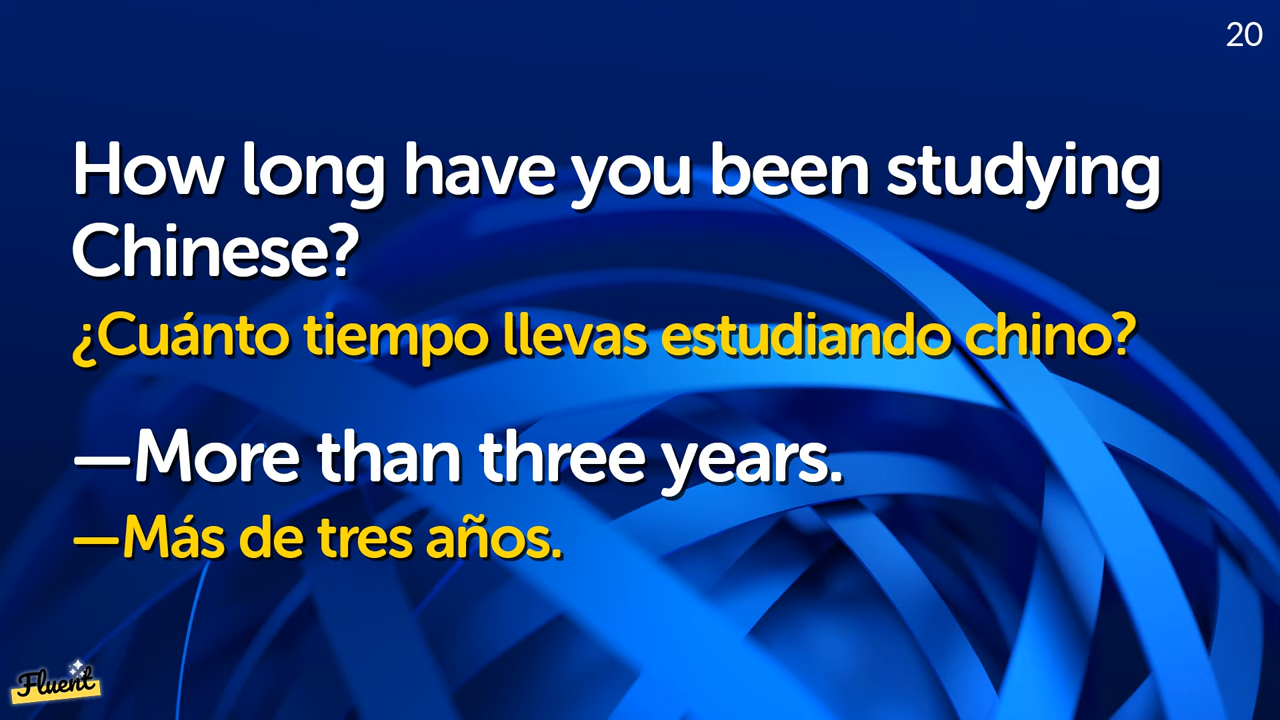 20
How long have you been studying
Chinese?
¿Cuánto tiempo llevas estudiando chino?
—More than three years.
—Más de tres años.
Fluent